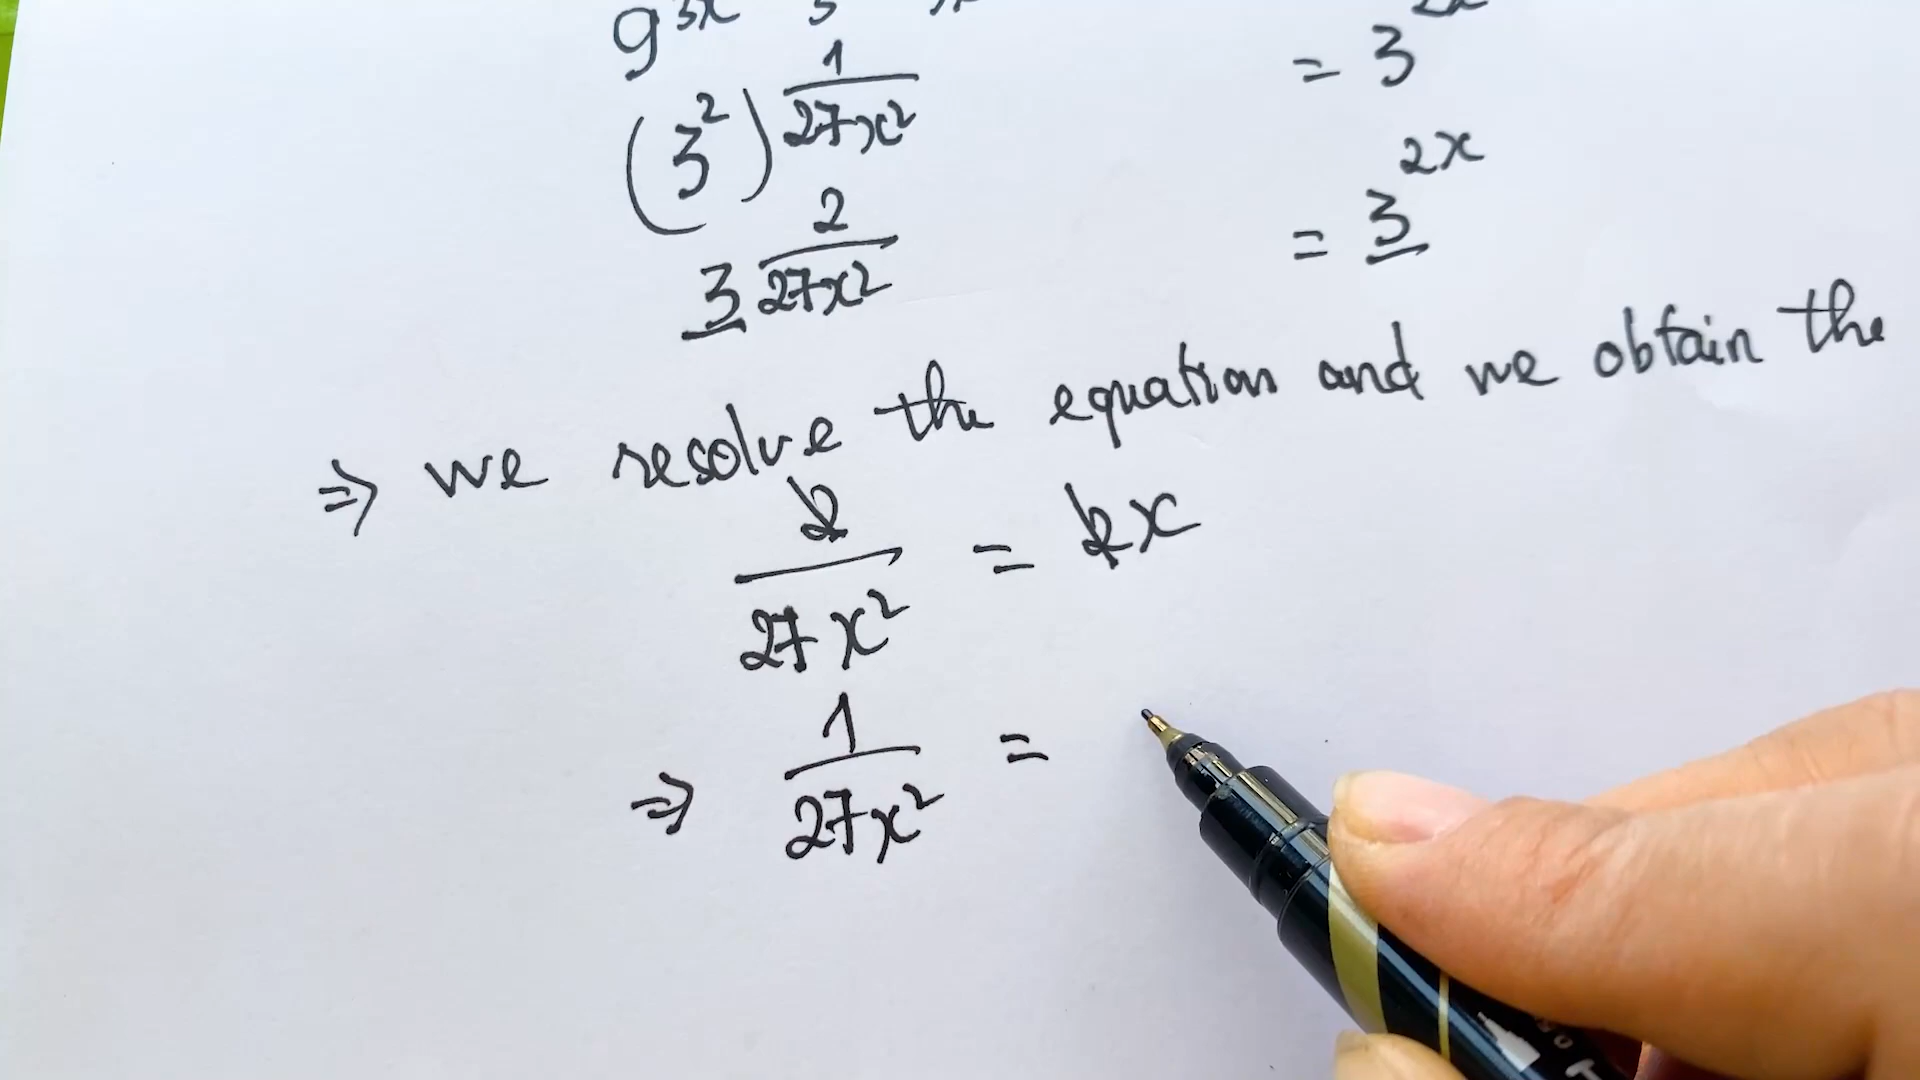 (3²)^(1/27x²) = 3
3^(2/27x²) = 3^(2x)
⇒ we resolve the equation and we obtain the
2/27x² = 2x
⇒ 1/27x² =